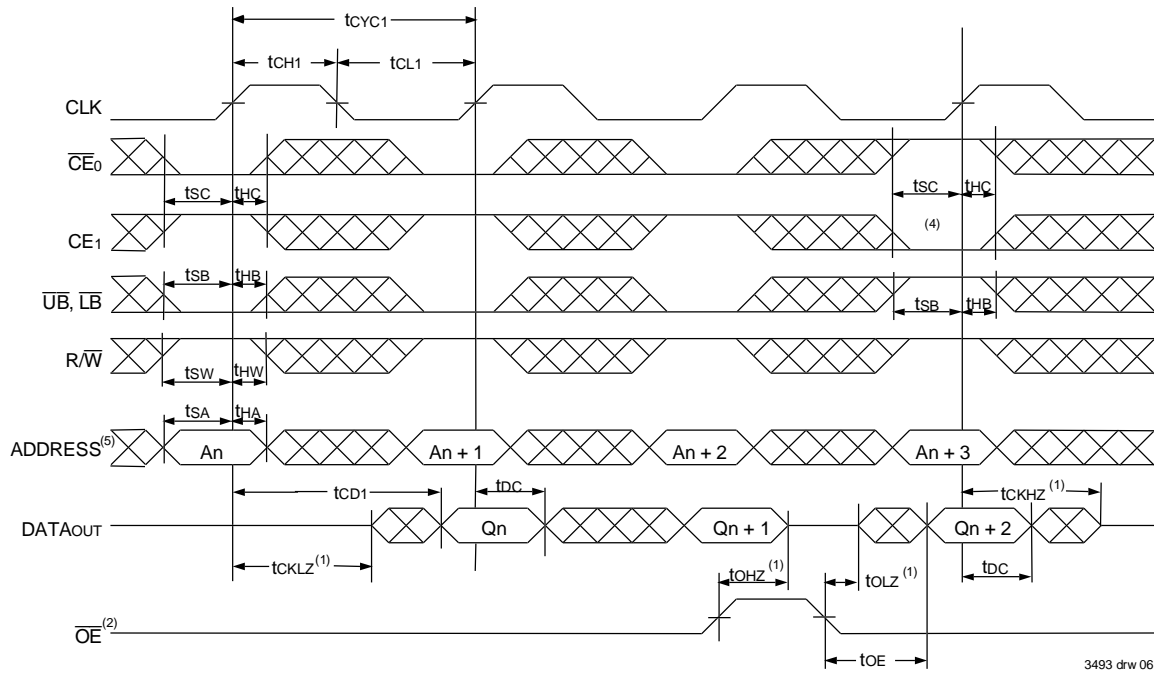 tCYC1
tCH1 tCL1
CLK
CE0
tSC tHC tSC tHC
CE1 (4)
tSB tHB
UB, LB
tSB tHB
R/W
tSW tHW
tSA tHA
ADDRESS(5) An An + 1 An + 2 An + 3
tCD1 tDC tCKHZ(1)
DATAOUT Qn Qn + 1 Qn + 2
tCKLZ(1) tOHZ(1) tOLZ(1) tDC
OE(2)
tOE
3493 drw 06